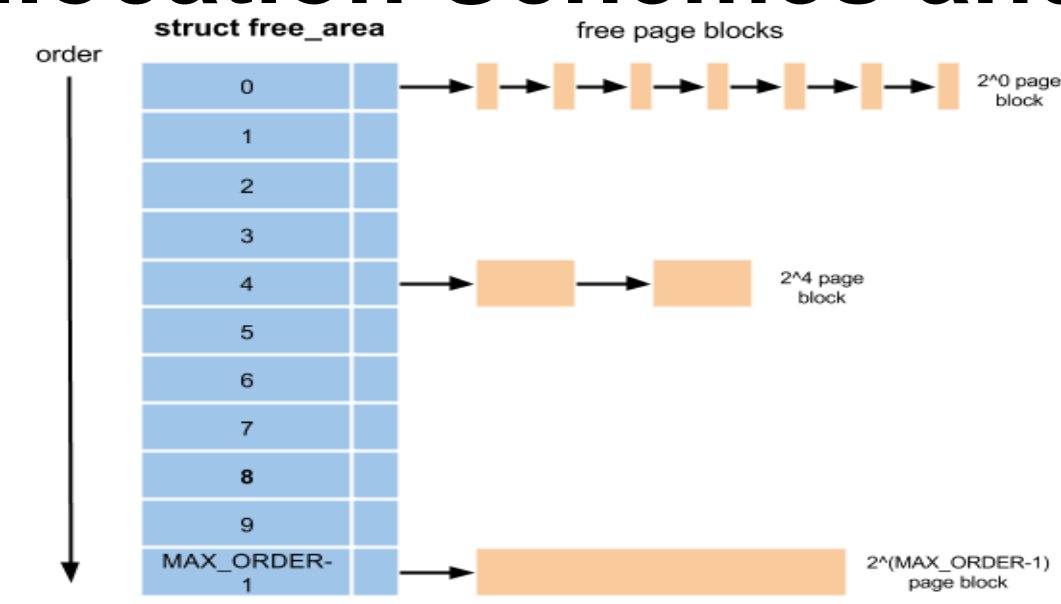 struct free_area
free page blocks
order
0
2^0 page
block
1
2
3
4
2^4 page
block
5
6
7
8
9
MAX_ORDER-
1
2^(MAX_ORDER-1)
page block